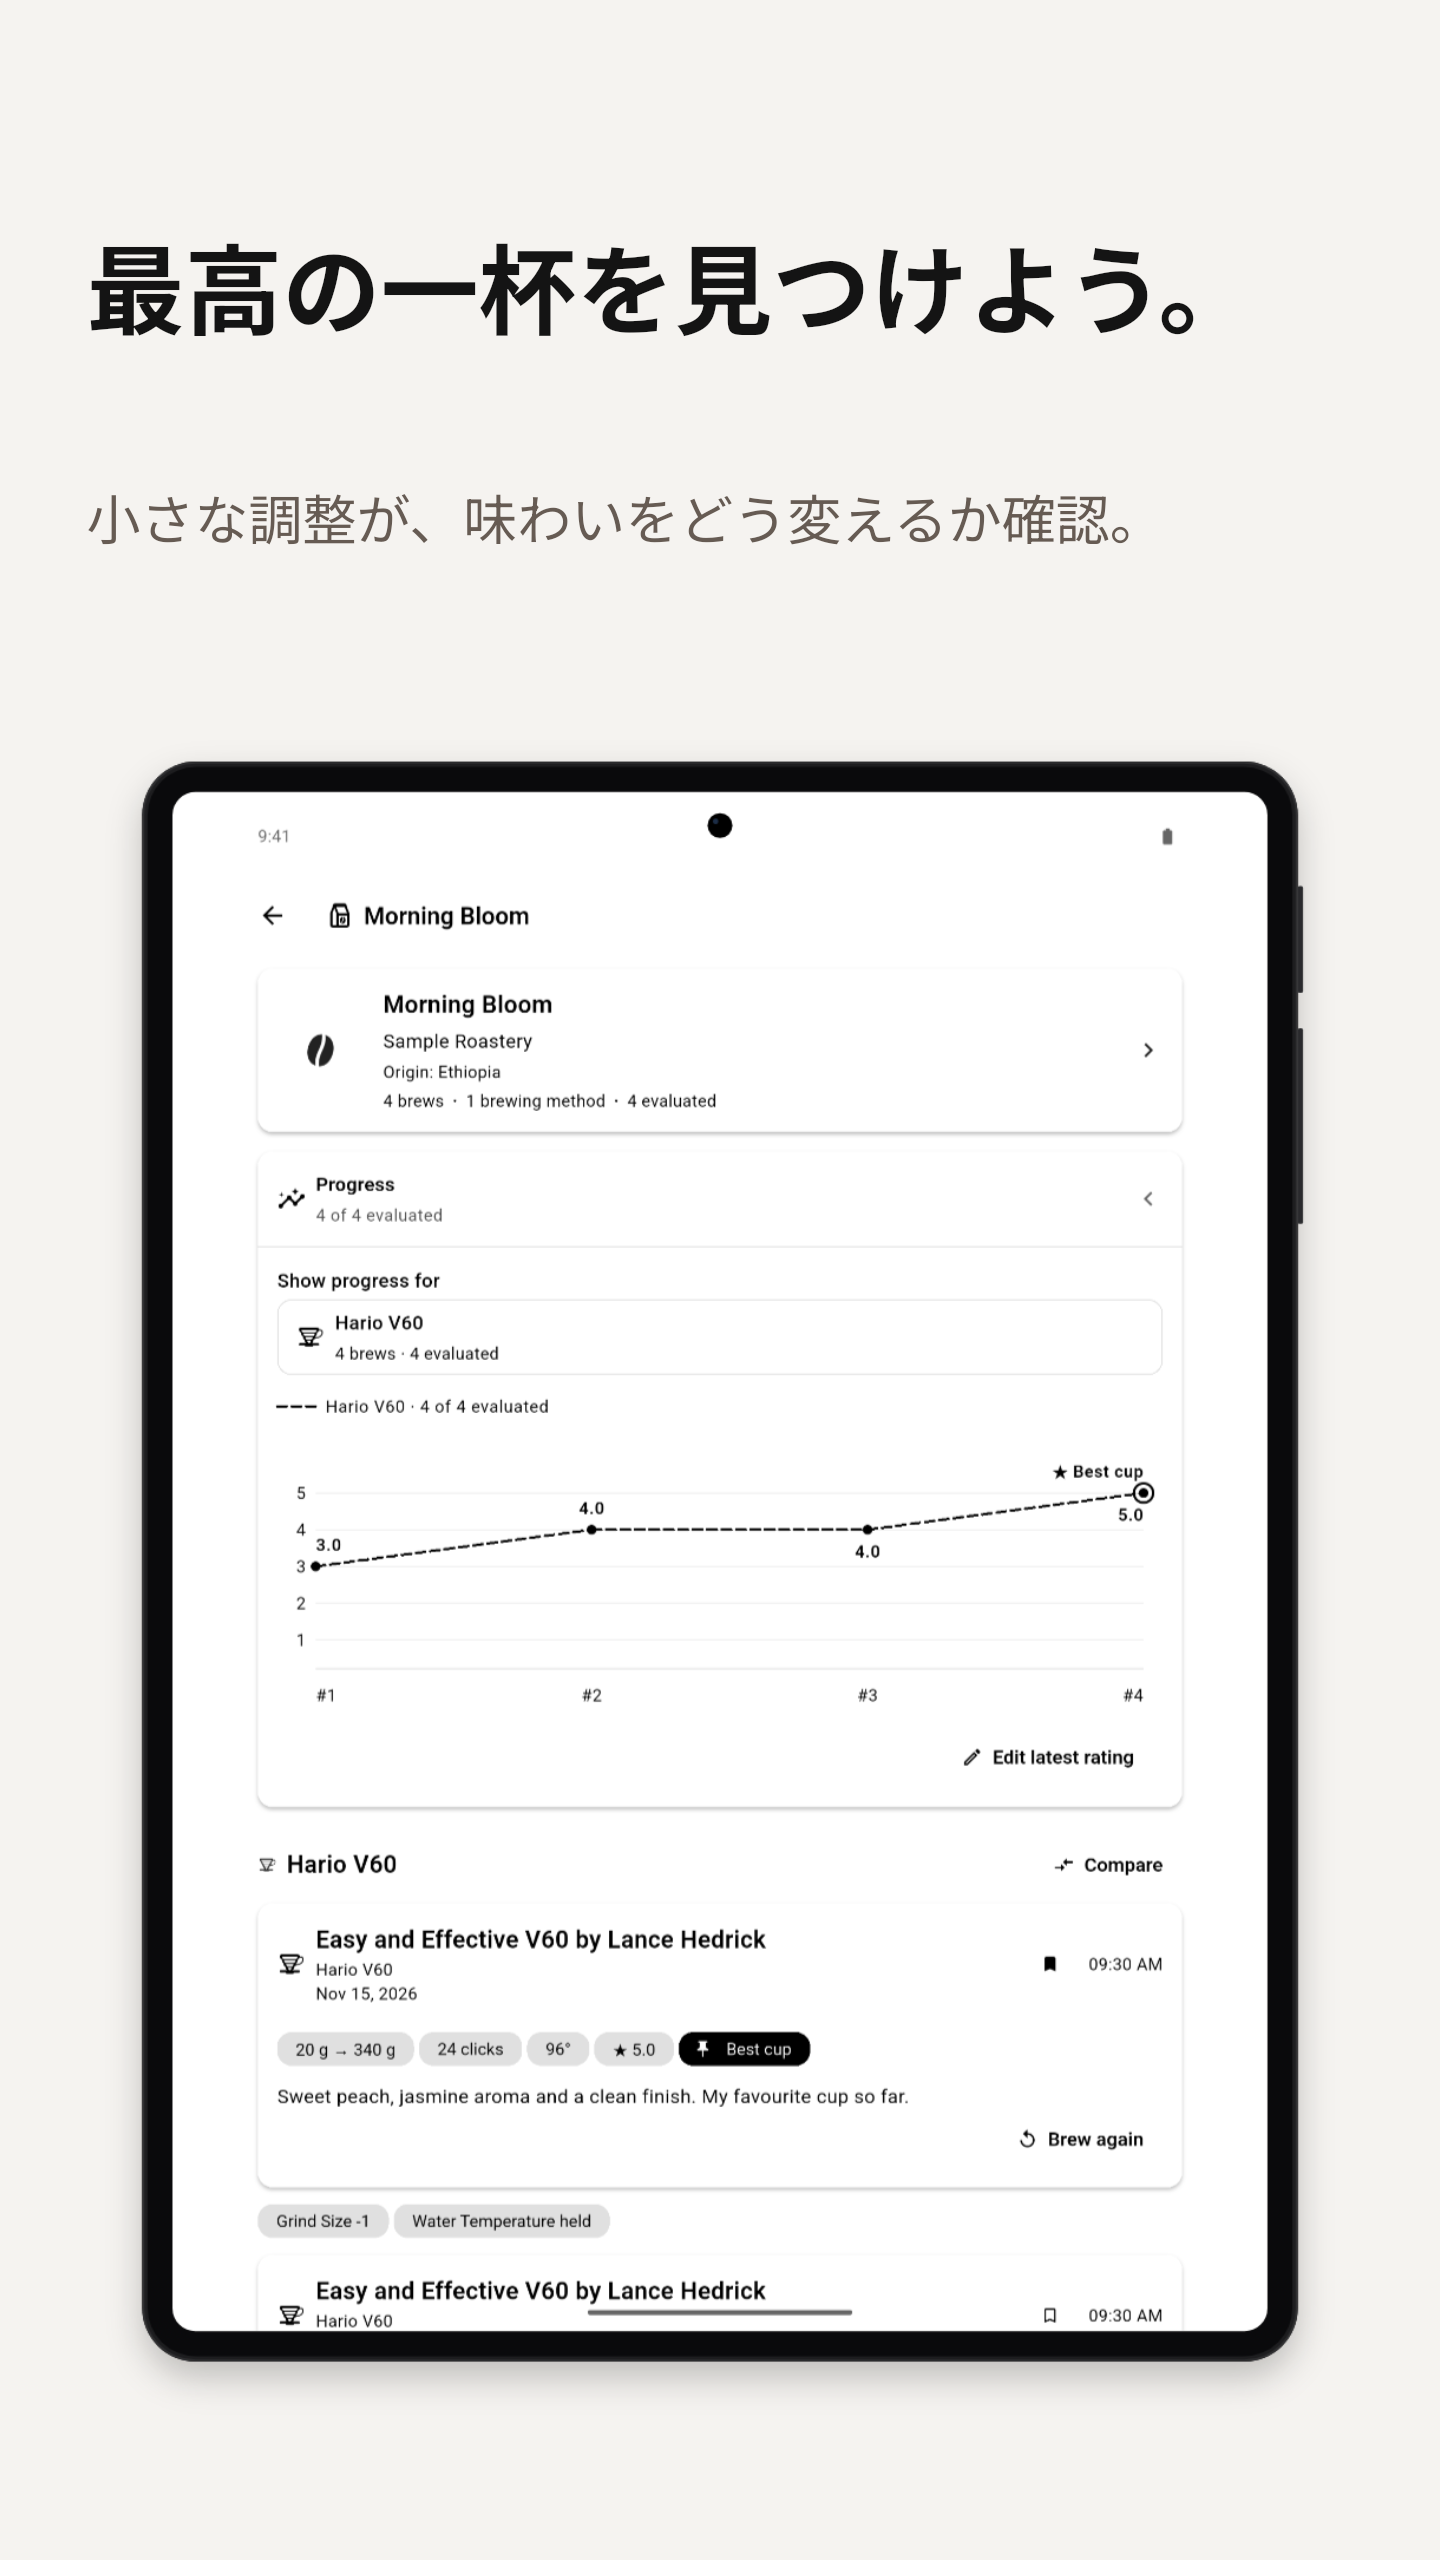 最高の一杯を見つけよう。
小さな調整が、味わいをどう変えるか確認。
9:41
Morning Bloom
Morning Bloom
Sample Roastery
Origin: Ethiopia
4 brews · 1 brewing method · 4 evaluated
Progress
4 of 4 evaluated
Show progress for
Hario V60
4 brews · 4 evaluated
Hario V60 · 4 of 4 evaluated
★ Best cup
5
4.0
5.0
4
3.0
4.0
3
2
1
#1 #2 #3 #4
Edit latest rating
Hario V60
Compare
Easy and Effective V60 by Lance Hedrick
Hario V60
09:30 AM
Nov 15, 2026
20 g → 340 g 24 clicks 96° ★ 5.0 Best cup
Sweet peach, jasmine aroma and a clean finish. My favourite cup so far.
Brew again
Grind Size -1 Water Temperature held
Easy and Effective V60 by Lance Hedrick
Hario V60
09:30 AM